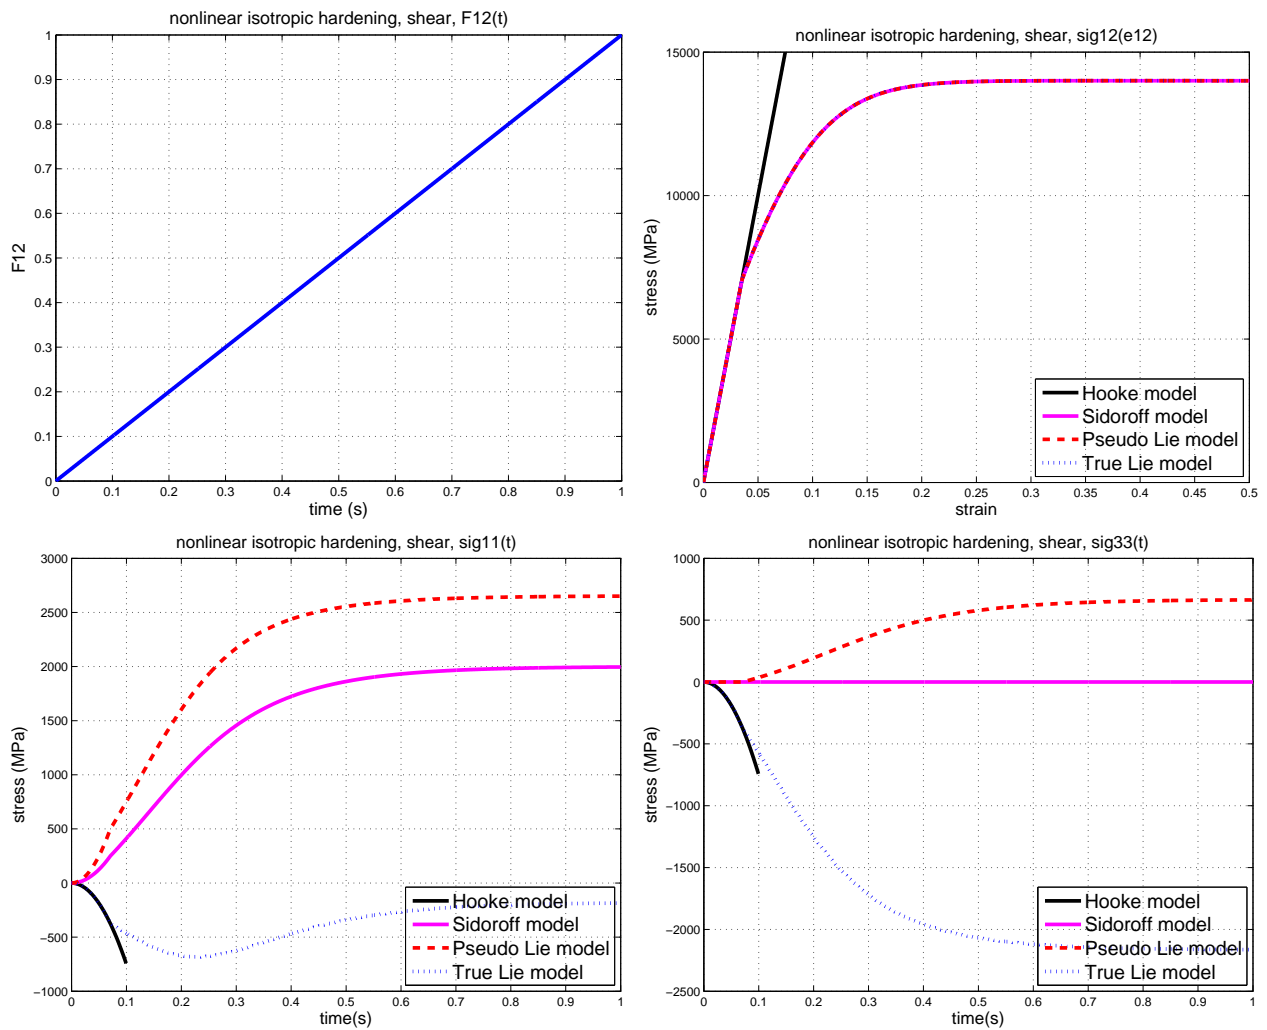 nonlinear isotropic hardening, shear, F12(t)
1
0.9
0.8
0.7
0.6
0.5
0.4
0.3
0.2
0.1
0
F12
0 0.1 0.2 0.3 0.4 0.5 0.6 0.7 0.8 0.9 1
time (s)
nonlinear isotropic hardening, shear, sig12(e12)
15000
10000
5000
0
stress (MPa)
Hooke model
Sidoroff model
Pseudo Lie model
True Lie model
0 0.05 0.1 0.15 0.2 0.25 0.3 0.35 0.4 0.45 0.5
strain
nonlinear isotropic hardening, shear, sig11(t)
3000
2500
2000
1500
1000
500
0
−500
−1000
stress (MPa)
Hooke model
Sidoroff model
Pseudo Lie model
True Lie model
0 0.1 0.2 0.3 0.4 0.5 0.6 0.7 0.8 0.9 1
time(s)
nonlinear isotropic hardening, shear, sig33(t)
1000
500
0
−500
−1000
−1500
−2000
−2500
stress (MPa)
Hooke model
Sidoroff model
Pseudo Lie model
True Lie model
0 0.1 0.2 0.3 0.4 0.5 0.6 0.7 0.8 0.9 1
time(s)